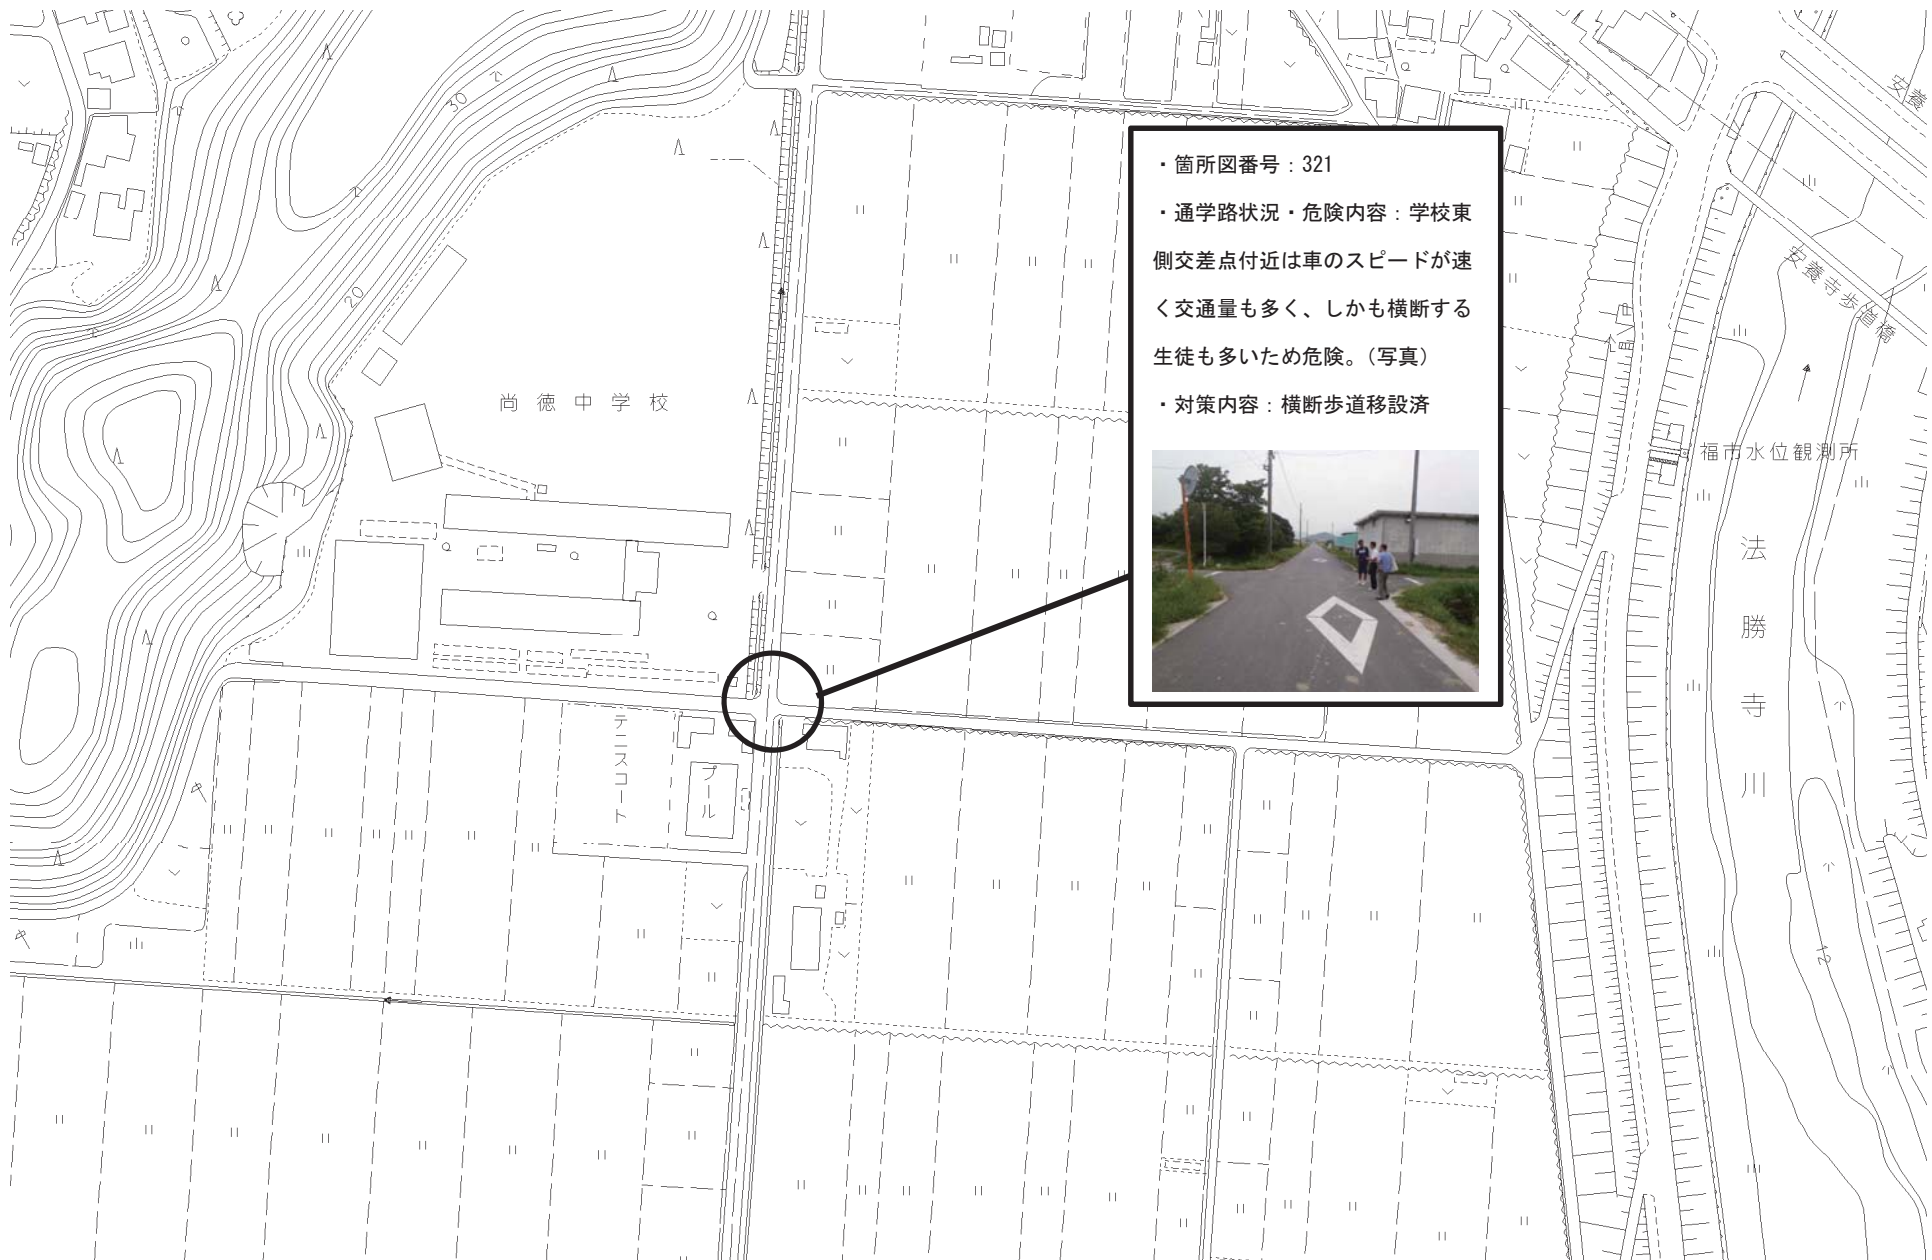 安養
30
・箇所図番号：321
・通学路状況・危険内容：学校東
側交差点付近は車のスピードが速
く交通量も多く、しかも横断する
生徒も多いため危険。（写真）
・対策内容：横断歩道移設済
安養寺歩道橋
20
尚徳中学校
福市水位観測所
法勝寺川
テニスコート
プール
12